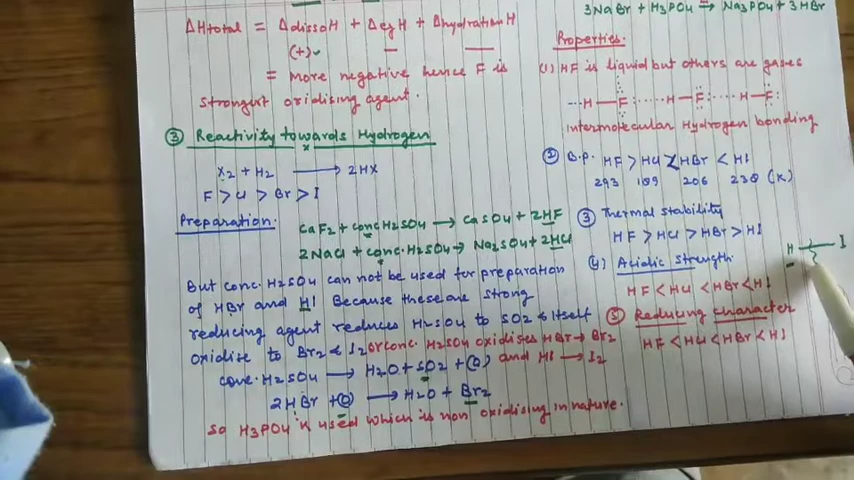 ΔHtotal = ΔdissoH + ΔegH + ΔhydrationH
(+) — —
= more negative hence F is
strongest oxidising agent.
③ Reactivity towards Hydrogen
X2 + H2 ⟶ 2HX
F > Cl > Br > I
Preparation.
CaF2 + conc H2SO4 ⟶ CaSO4 + 2HF
2NaCl + conc. H2SO4 → Na2SO4 + 2HCl
But conc. H2SO4 can not be used for preparation
of HBr and HI Because these are strong
reducing agent reduces H2SO4 to SO2 & itself
oxidise to Br2 & I2 or conc. H2SO4 oxidises HBr → Br2
conc. H2SO4 ⟶ H2O + SO2 + (O) and HI ⟶ I2
2HBr + (O) ⟶ H2O + Br2
so H3PO4 is used which is non oxidising in nature.
3NaBr + H3PO4 ⟶ Na3PO4 + 3HBr
Properties.
(1) HF is liquid but others are gases
---H—F:----H—F:----H—F:
intermolecular Hydrogen bonding
② B.P. HF > HCl < HBr < HI
293 189 206 238 (K)
③ Thermal stability
HF > HCl > HBr > HI
(4) Acidic strength
HF < HCl < HBr < HI
⑤ Reducing character
HF < HCl < HBr < HI
H — I